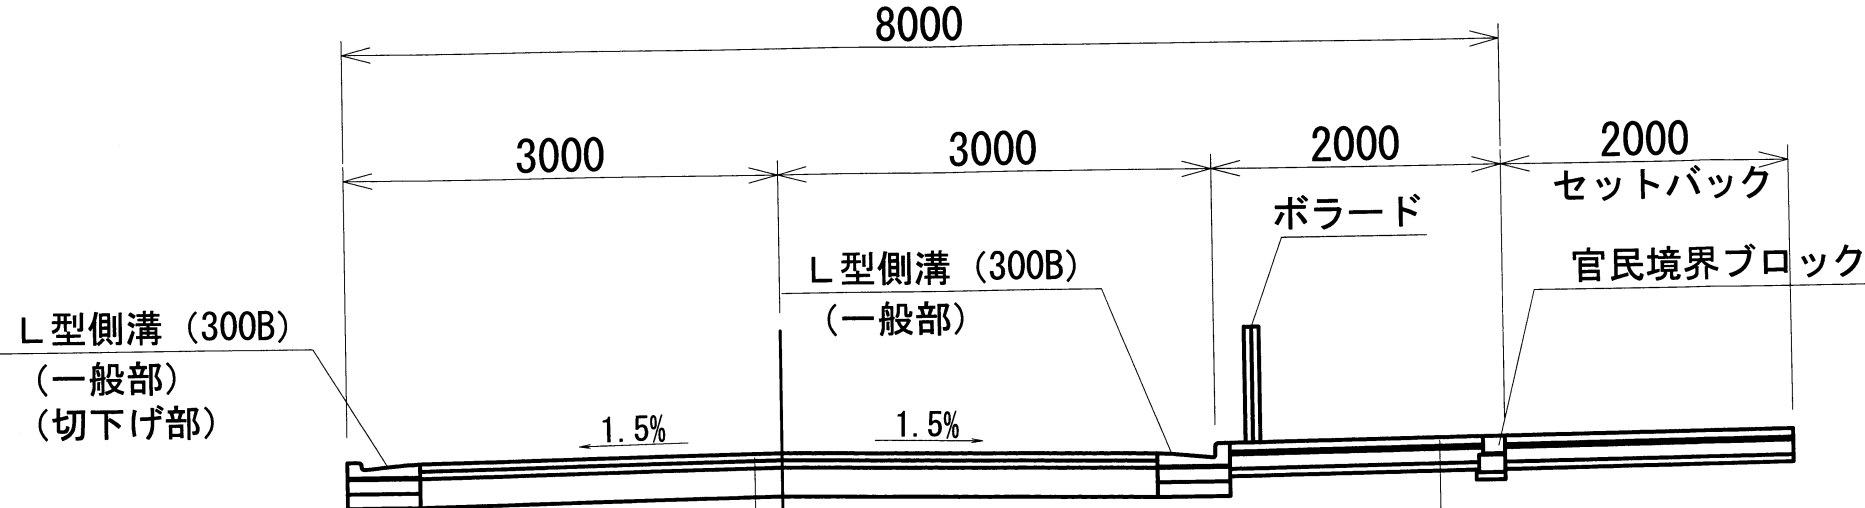 8000
3000
3000
2000
2000
セットバック
ボラード
官民境界ブロック
L型側溝 (300B)
(一般部)
L型側溝 (300B)
(一般部)
(切下げ部)
1.5%
1.5%